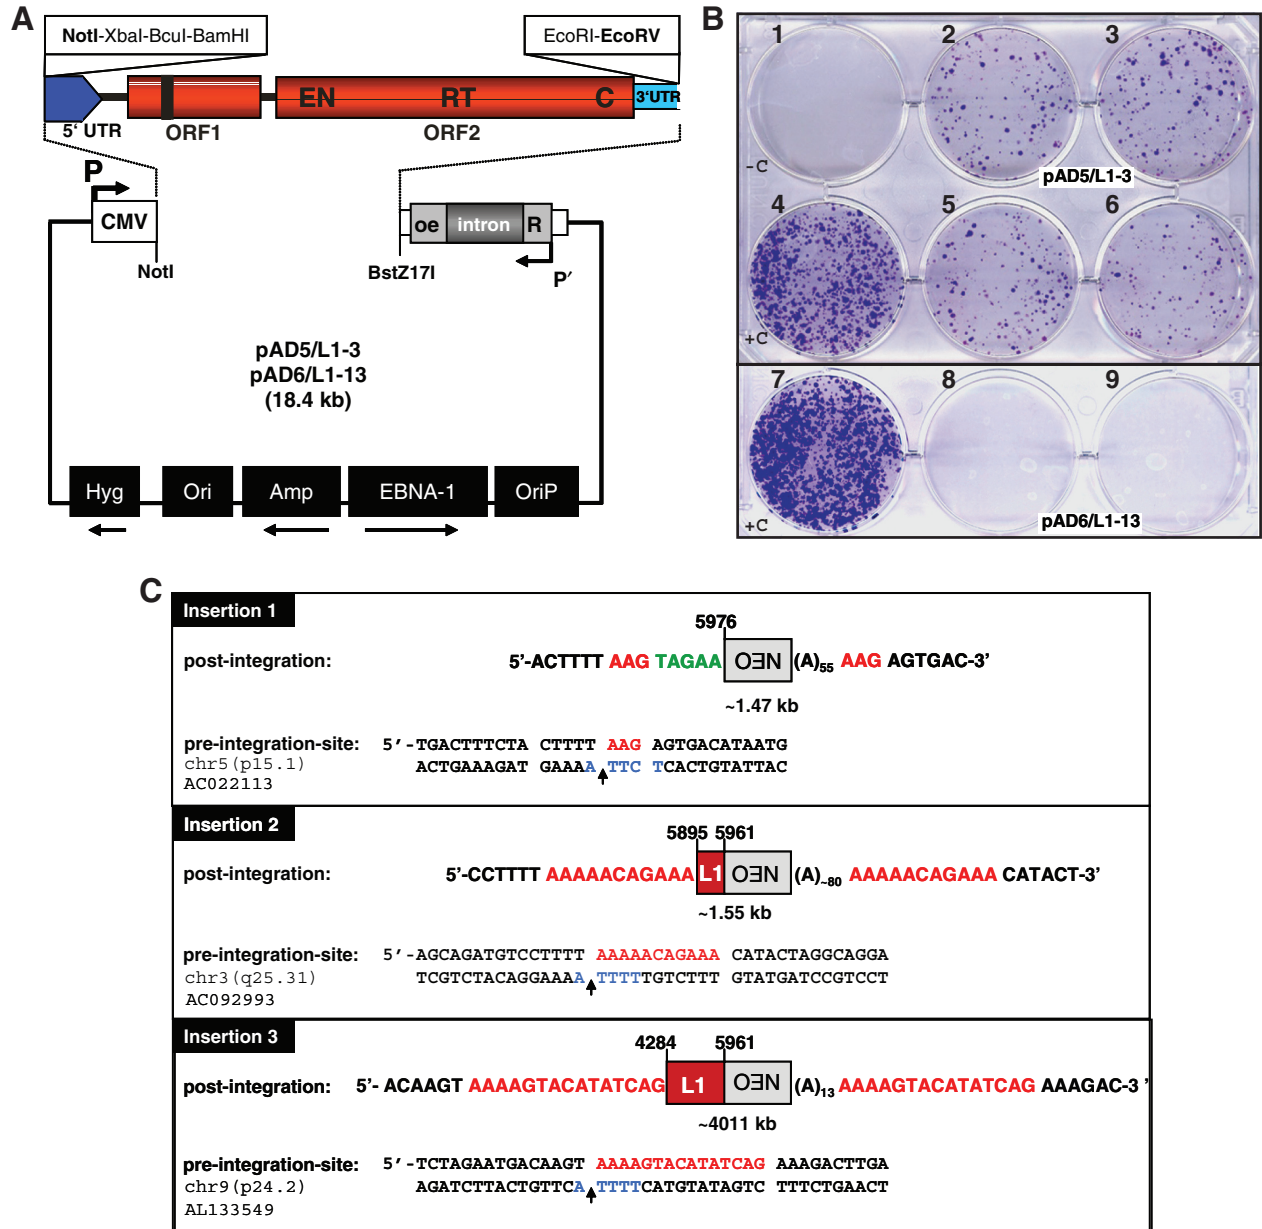 A
NotI-XbaI-BcuI-BamHI
EcoRI-EcoRV
EN RT C 3'UTR
5' UTR ORF1 ORF2
P
CMV
oe intron R
NotI
BstZ17I
P′
pAD5/L1-3
pAD6/L1-13
(18.4 kb)
Hyg Ori Amp EBNA-1 OriP
B
1 2 3
-C
pAD5/L1-3
4 5 6
+C
7 8 9
+C
pAD6/L1-13
C
Insertion 1
5976
post-integration: 5'-ACTTTT AAG TAGAA NEO (A)55 AAG AGTGAC-3'
~1.47 kb
pre-integration-site: 5'-TGACTTTCTA CTTTT AAG AGTGACATAATG
chr5(p15.1) ACTGAAAGAT GAAAA TTC TCACTGTATTAC
AC022113
Insertion 2
5895 5961
post-integration: 5'-CCTTTT AAAAACAGAAA L1 NEO (A)~80 AAAAACAGAAA CATACT-3'
~1.55 kb
pre-integration-site: 5'-AGCAGATGTCCTTTT AAAAACAGAAA CATACTAGGCAGGA
chr3(q25.31) TCGTCTACAGGAAAA TTTTTGTCTTT GTATGATCCGTCCT
AC092993
Insertion 3
4284 5961
post-integration: 5'- ACAAGT AAAAGTACATATCAG L1 NEO (A)13 AAAAGTACATATCAG AAAGAC-3 '
~4011 kb
pre-integration-site: 5'-TCTAGAATGACAAGT AAAAGTACATATCAG AAAGACTTGA
chr9(p24.2) AGATCTTACTGTTCA TTTTCATGTATAGTC TTTCTGAACT
AL133549